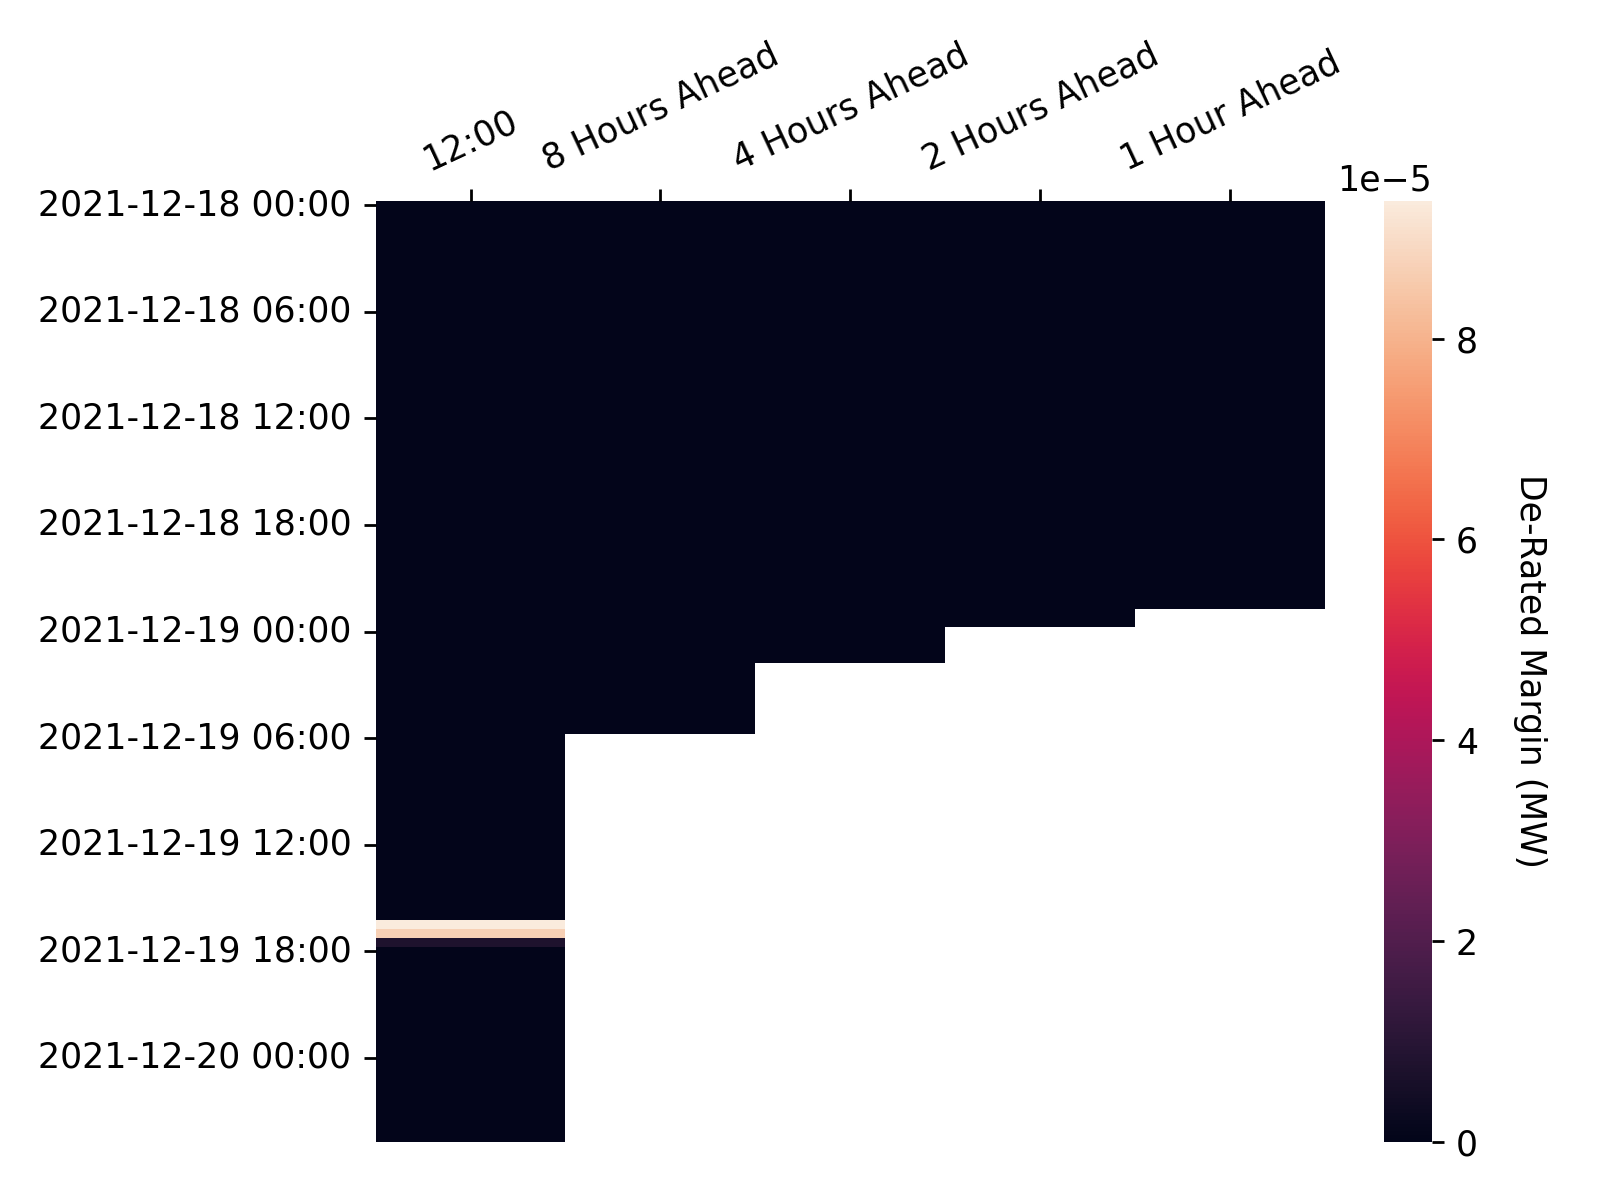 12:00
8 Hours Ahead
4 Hours Ahead
2 Hours Ahead
1 Hour Ahead
1e−5
2021-12-18 00:00
2021-12-18 06:00
2021-12-18 12:00
2021-12-18 18:00
2021-12-19 00:00
2021-12-19 06:00
2021-12-19 12:00
2021-12-19 18:00
2021-12-20 00:00
8
6
4
2
0
De-Rated Margin (MW)